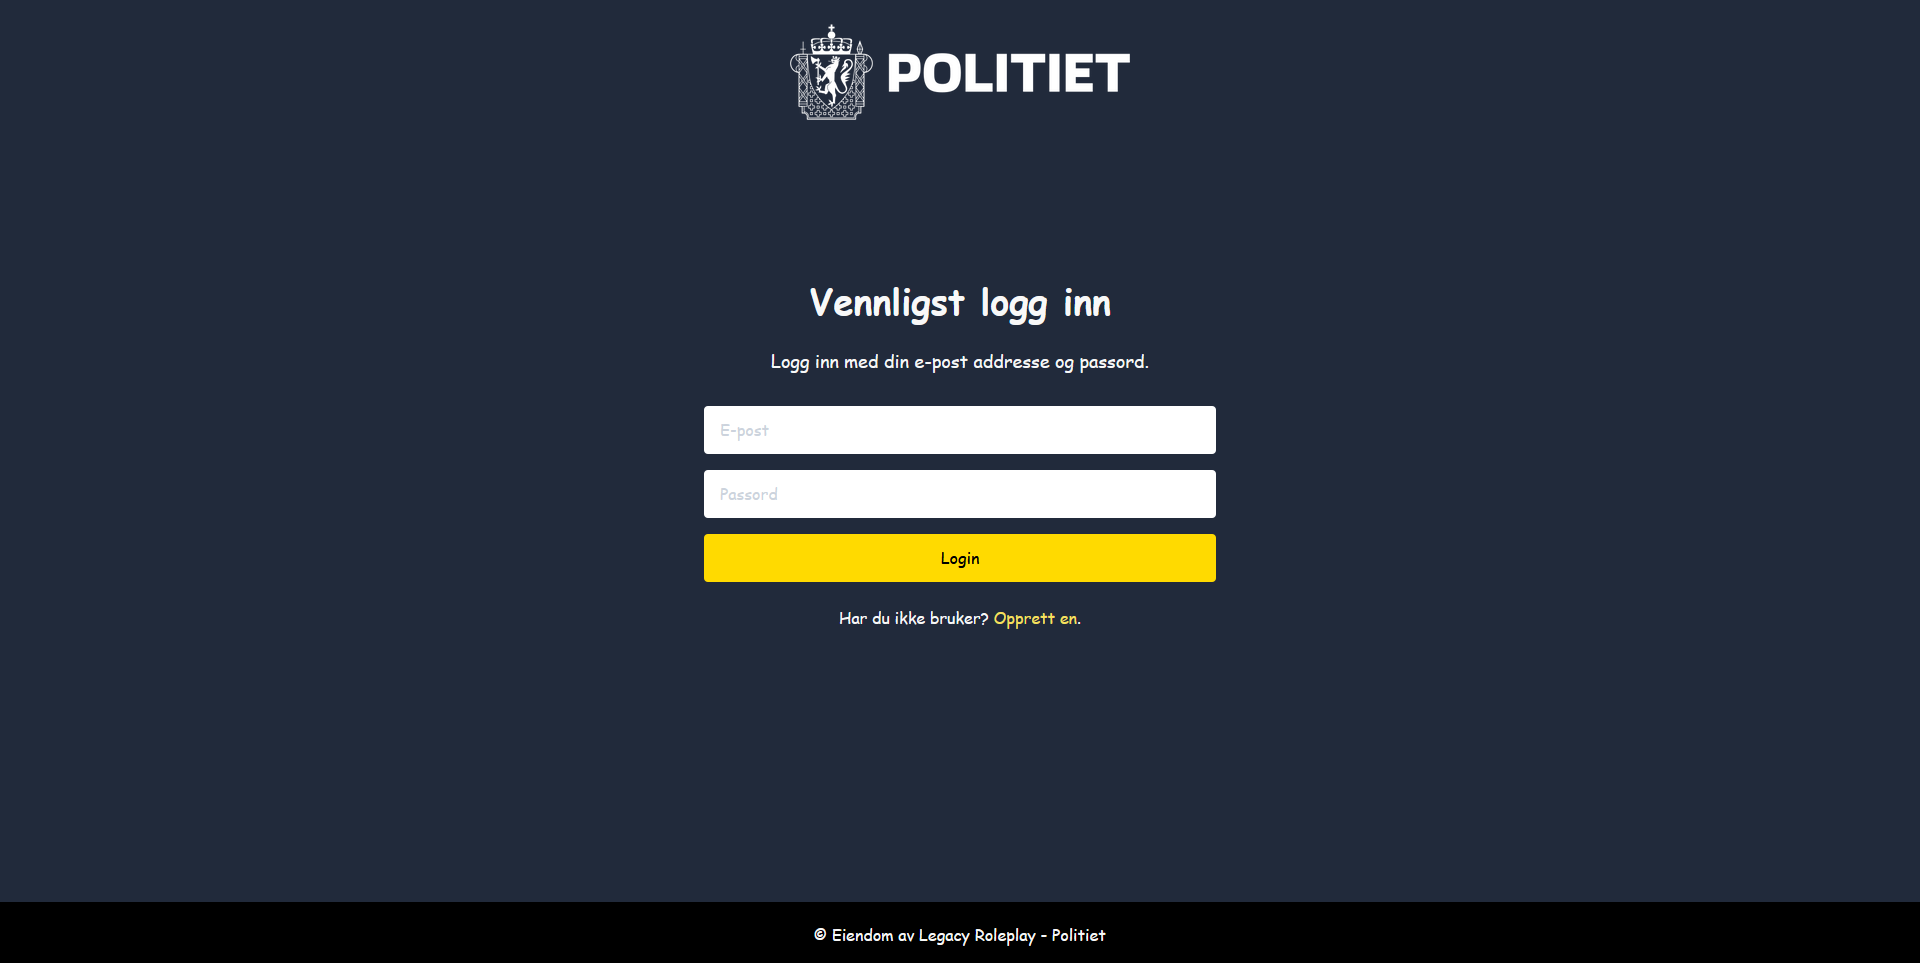 POLITIET
Vennligst logg inn
Logg inn med din e-post addresse og passord.
E-post
Passord
Login
Har du ikke bruker? Opprett en.
© Eiendom av Legacy Roleplay - Politiet